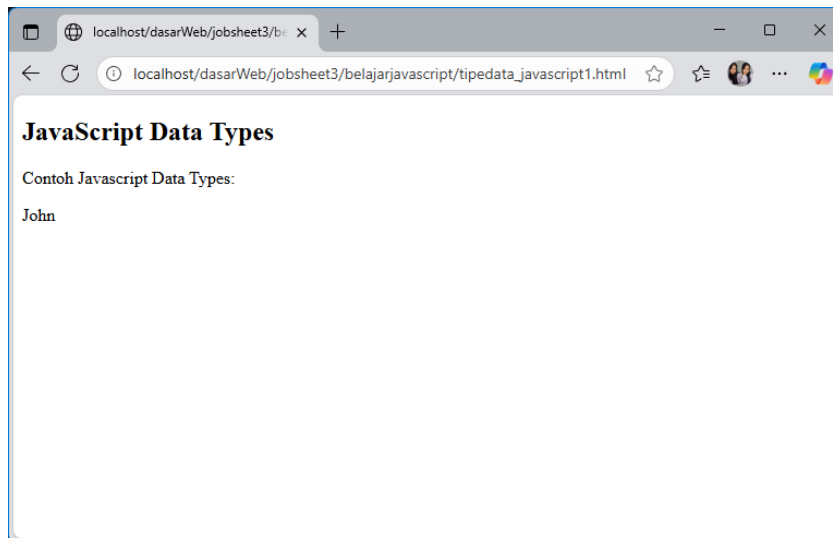 localhost/dasarWeb/jobsheet3/be
localhost/dasarWeb/jobsheet3/belajarjavascript/tipedata_javascript1.html
JavaScript Data Types
Contoh Javascript Data Types:
John